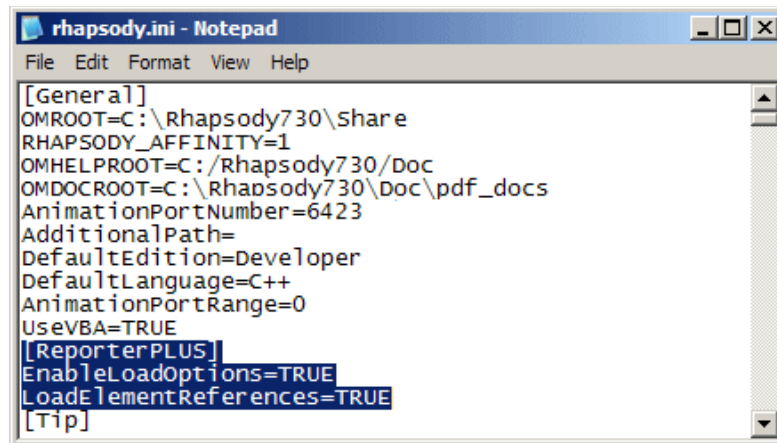 rhapsody.ini - Notepad
File Edit Format View Help
[General]
OMROOT=C:\Rhapsody730\Share
RHAPSODY_AFFINITY=1
OMHELPROOT=C:/Rhapsody730/Doc
OMDOCROOT=C:\Rhapsody730\Doc\pdf_docs
AnimationPortNumber=6423
AdditionalPath=
DefaultEdition=Developer
DefaultLanguage=C++
AnimationPortRange=0
UseVBA=TRUE
[ReporterPLUS]
EnableLoadOptions=TRUE
LoadElementReferences=TRUE
[Tip]